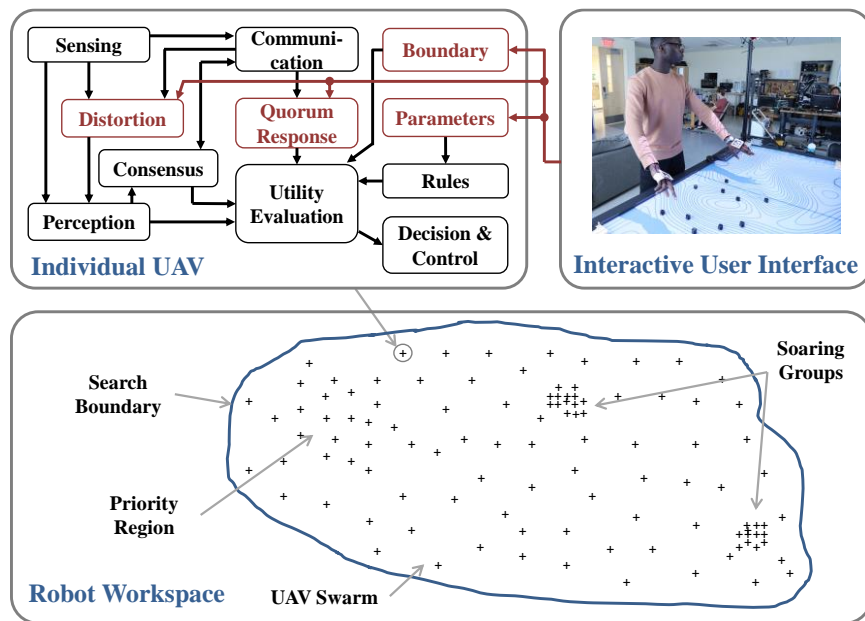 Sensing
Communi-
cation
Boundary
Distortion
Quorum
Response
Parameters
Consensus
Utility
Evaluation
Rules
Perception
Decision &
Control
Individual UAV
Interactive User Interface
Search
Boundary
Soaring
Groups
Priority
Region
UAV Swarm
Robot Workspace